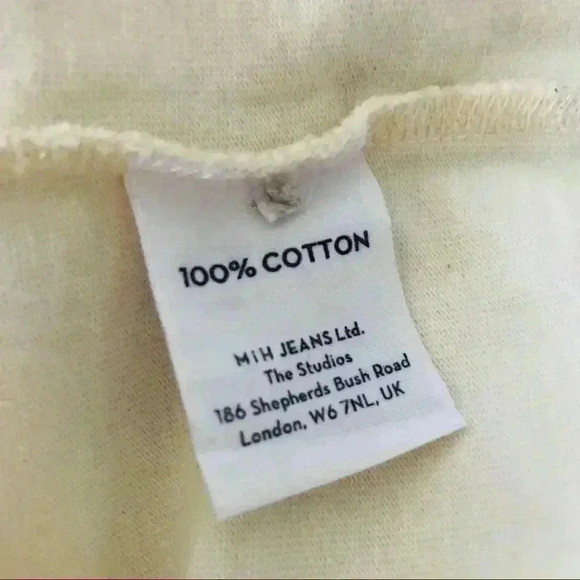 100% COTTON
MiH JEANS Ltd.
The Studios
186 Shepherds Bush Road
London, W6 7NL, UK